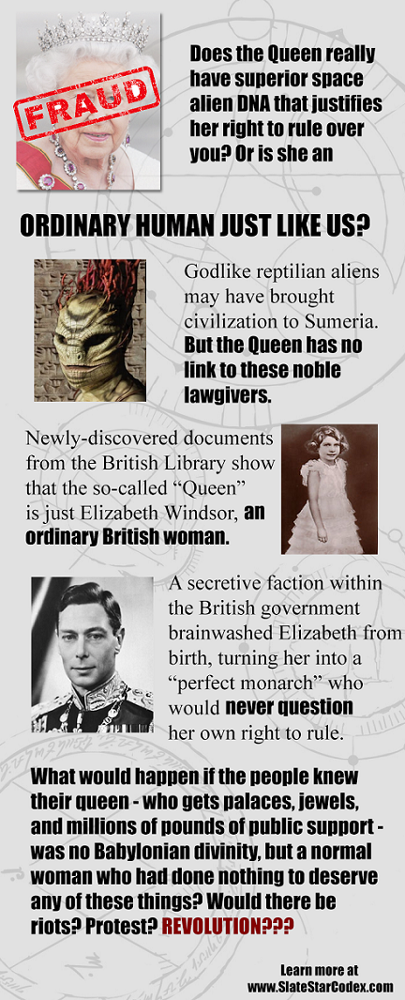 FRAUD
Does the Queen really
have superior space
alien DNA that justifies
her right to rule over
you? Or is she an
ORDINARY HUMAN JUST LIKE US?
Godlike reptilian aliens
may have brought
civilization to Sumeria.
But the Queen has no
link to these noble
lawgivers.
Newly-discovered documents
from the British Library show
that the so-called “Queen”
is just Elizabeth Windsor, an
ordinary British woman.
A secretive faction within
the British government
brainwashed Elizabeth from
birth, turning her into a
“perfect monarch” who
would never question
her own right to rule.
What would happen if the people knew
their queen - who gets palaces, jewels,
and millions of pounds of public support -
was no Babylonian divinity, but a normal
woman who had done nothing to deserve
any of these things? Would there be
riots? Protest? REVOLUTION???
Learn more at
www.SlateStarCodex.com